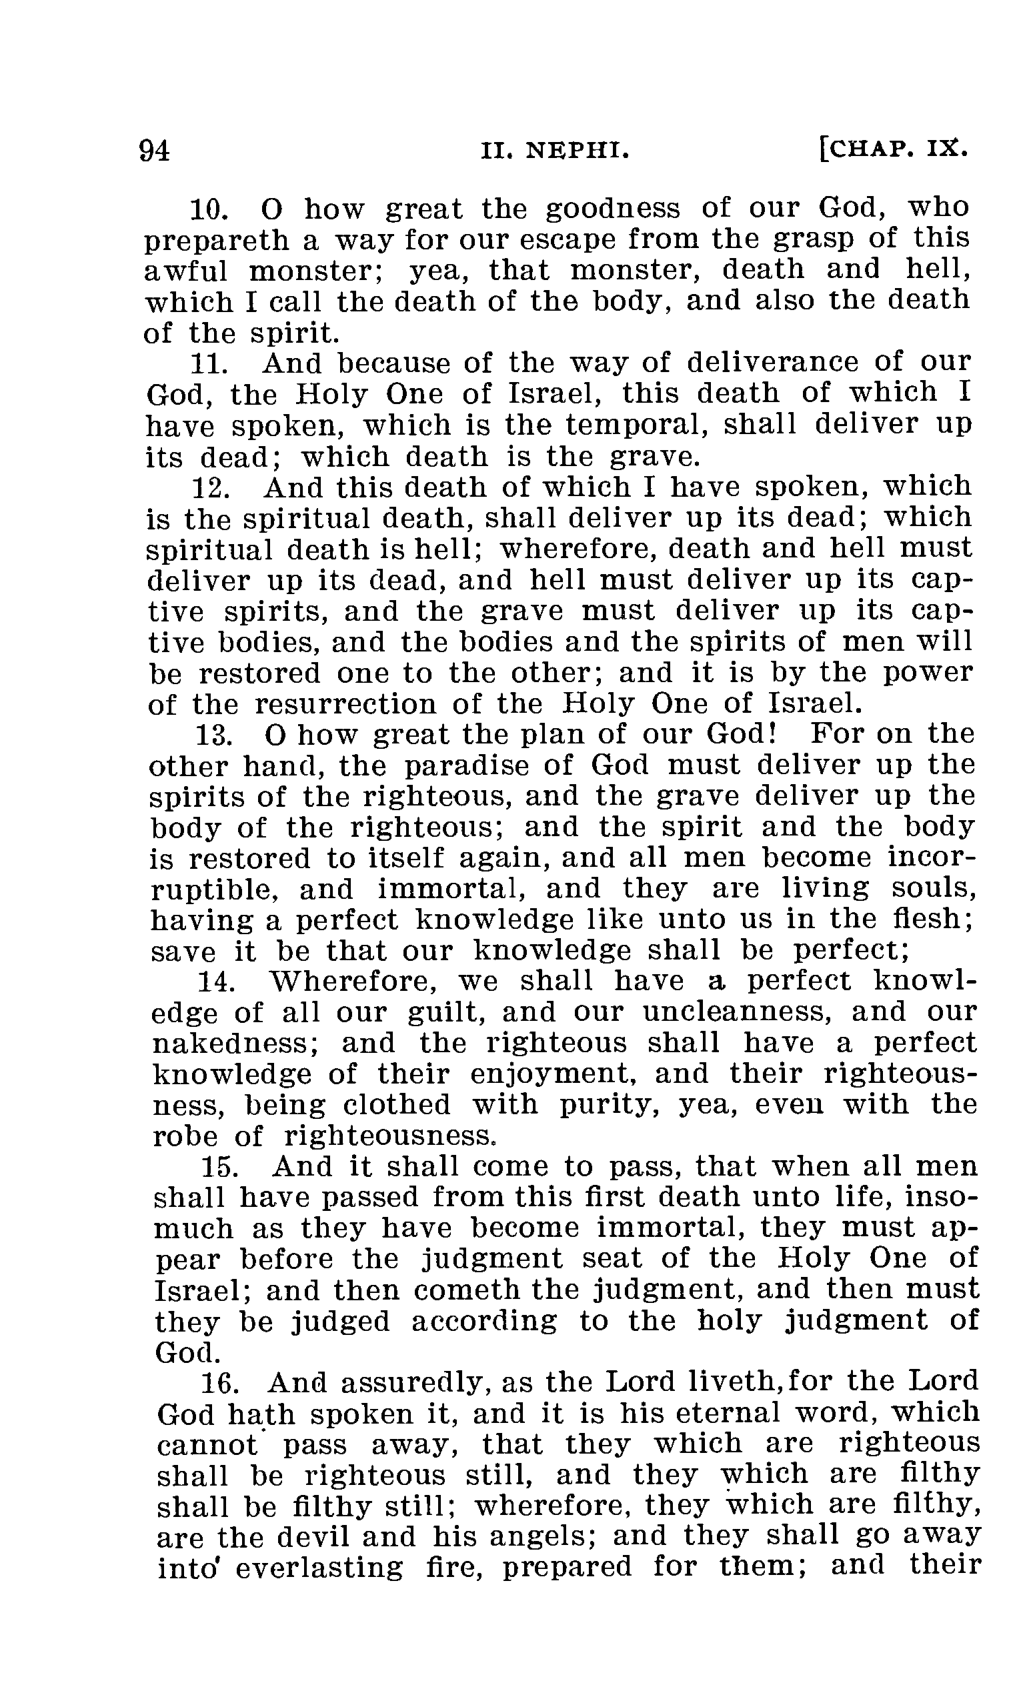 94 II. NEPHI. [CHAP. IX.
10. O how great the goodness of our God, who
prepareth a way for our escape from the grasp of this
awful monster; yea, that monster, death and hell,
which I call the death of the body, and also the death
of the spirit.
11. And because of the way of deliverance of our
God, the Holy One of Israel, this death of which I
have spoken, which is the temporal, shall deliver up
its dead; which death is the grave.
12. And this death of which I have spoken, which
is the spiritual death, shall deliver up its dead; which
spiritual death is hell; wherefore, death and hell must
deliver up its dead, and hell must deliver up its cap-
tive spirits, and the grave must deliver up its cap-
tive bodies, and the bodies and the spirits of men will
be restored one to the other; and it is by the power
of the resurrection of the Holy One of Israel.
13. O how great the plan of our God! For on the
other hand, the paradise of God must deliver up the
spirits of the righteous, and the grave deliver up the
body of the righteous; and the spirit and the body
is restored to itself again, and all men become incor-
ruptible, and immortal, and they are living souls,
having a perfect knowledge like unto us in the flesh;
save it be that our knowledge shall be perfect;
14. Wherefore, we shall have a perfect knowl-
edge of all our guilt, and our uncleanness, and our
nakedness; and the righteous shall have a perfect
knowledge of their enjoyment, and their righteous-
ness, being clothed with purity, yea, even with the
robe of righteousness.
15. And it shall come to pass, that when all men
shall have passed from this first death unto life, inso-
much as they have become immortal, they must ap-
pear before the judgment seat of the Holy One of
Israel; and then cometh the judgment, and then must
they be judged according to the holy judgment of
God.
16. And assuredly, as the Lord liveth, for the Lord
God hath spoken it, and it is his eternal word, which
cannot pass away, that they which are righteous
shall be righteous still, and they which are filthy
shall be filthy still; wherefore, they which are filthy,
are the devil and his angels; and they shall go away
into everlasting fire, prepared for them; and their